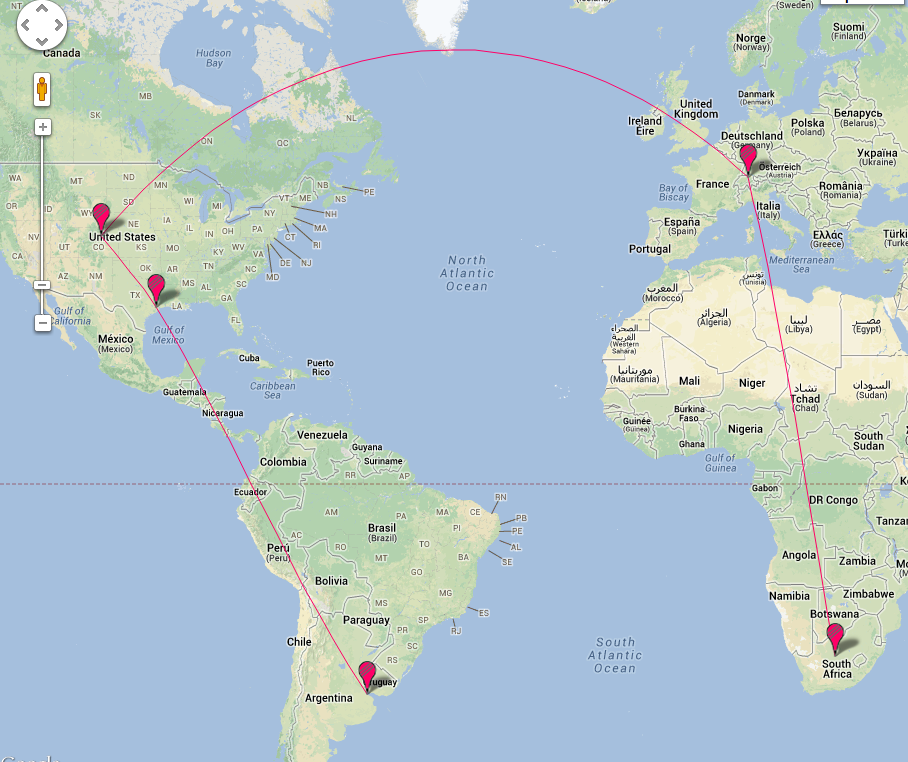 NT
Canada
Hudson
Bay
MB
SK
ON
QC
NL
WA
MT
ND
MN
OR
SD
WY
WI
MI
NB
PE
VT
ME
NH
NY
MA
CT
RI
PA
NJ
DE
MD
NE
IA
IL
IN
OH
United States
NV
UT
CO
KS
MO
KY
WV
VA
CA
AZ
NM
OK
AR
TN
NC
SC
TX
LA
MS
AL
GA
FL
Gulf of
California
Gulf of
Mexico
México
(Mexico)
Cuba
Puerto
Rico
Caribbean
Sea
Guatemala
Nicaragua
North
Atlantic
Ocean
(Sweden)
Norge
(Norway)
Suomi
(Finland)
United
Kingdom
Ireland
Éire
Danmark
(Denmark)
Deutschland
(Germany)
Polska
(Poland)
Беларусь
(Belarus)
Україна
(Ukraine)
Österreich
(Austria)
France
Bay of
Biscay
România
(Romania)
Italia
(Italy)
España
(Spain)
Portugal
Ελλάς
(Greece)
Türki
(Turke
Mediterranean
Sea
المغرب
(Morocco)
الجزائر
(Algeria)
تونس
(Tunisia)
ليبيا
(Libya)
مصر
(Egypt)
الصحراء
الغربية
(Western
Sahara)
موريتانيا
(Mauritania)
Mali
Niger
تشاد
Tchad
(Chad)
السودان
(Sudan)
Burkina
Faso
Guinée
(Guinea)
Ghana
Nigeria
South
Sudan
Gulf of
Guinea
Gabon
DR Congo
Tanzan
Angola
Zambia
Namibia
Zimbabwe
Botswana
South
Africa
Venezuela
Guyana
Suriname
Colombia
RR
AP
Ecuador
AM
PA
MA
CE
RN
PB
PE
AL
SE
PI
AC
RO
TO
BA
Brasil
(Brazil)
MT
GO
Perú
(Peru)
Bolivia
MG
MS
ES
RJ
Paraguay
PR
SP
SC
RS
Chile
Uruguay
Argentina
South
Atlantic
Ocean